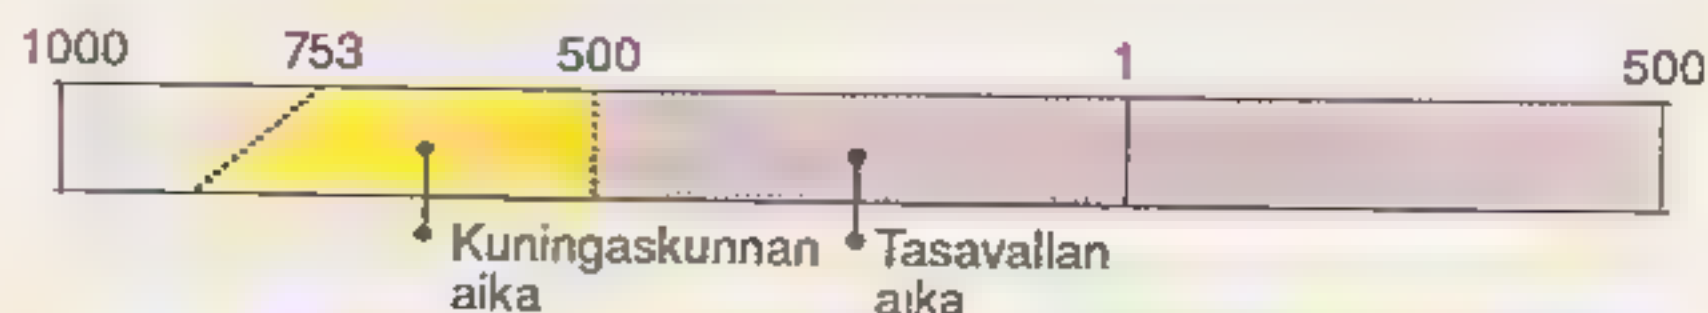 1000 753 500 1 500
Kuningaskunnan
aika
Tasavallan
aika